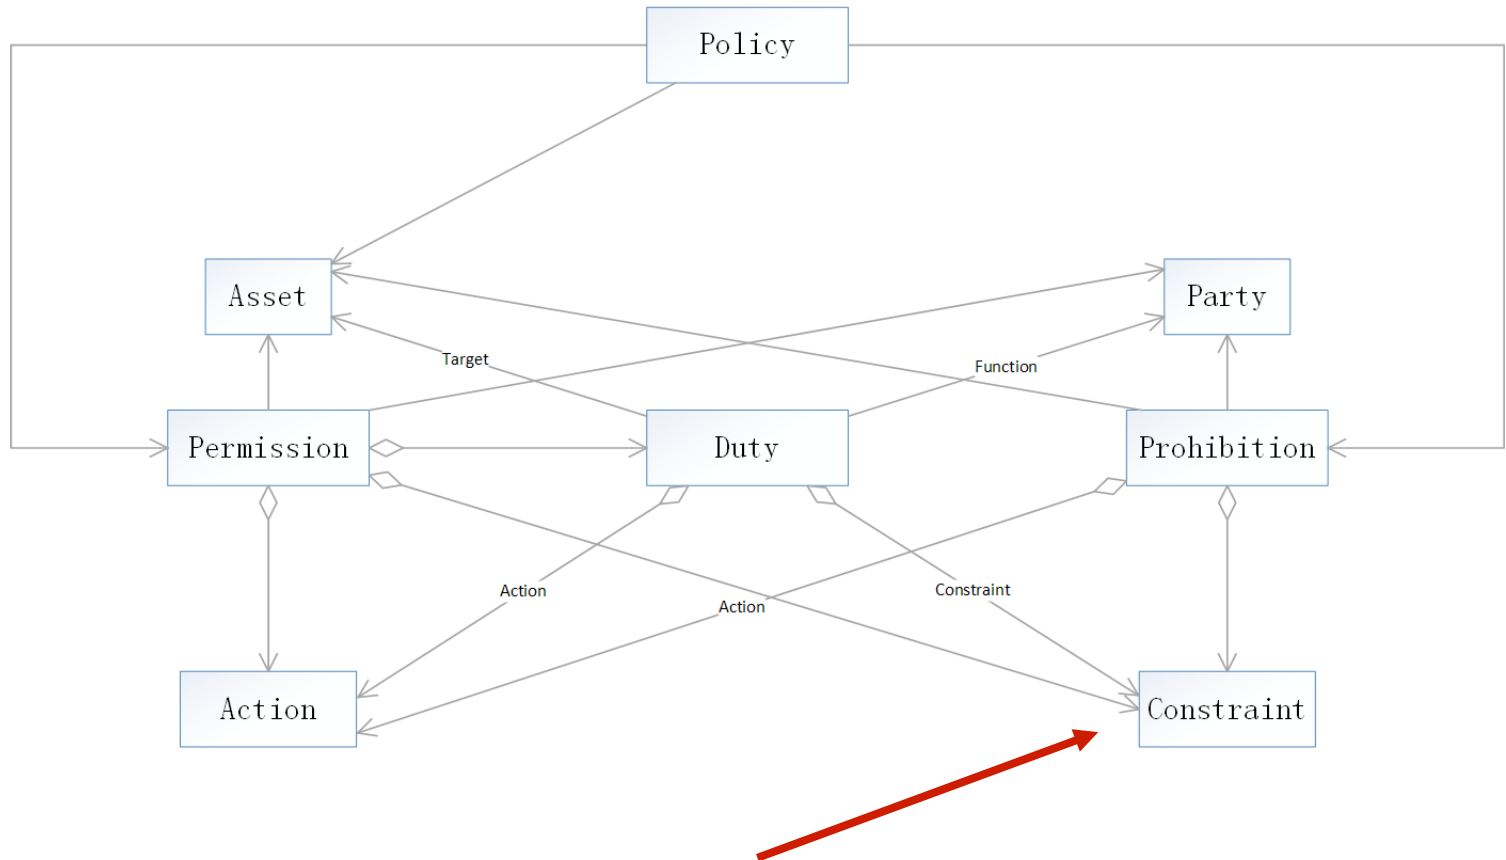 Policy
Asset
Party
Target
Function
Permission
Duty
Prohibition
Action
Action
Constraint
Action
Constraint